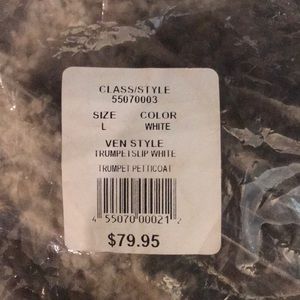 CLASS/STYLE
55070003
SIZE COLOR
L WHITE
VEN STYLE
TRUMPETSLIP WHITE
TRUMPET PETTICOAT
4 55070 00021 2
$79.95